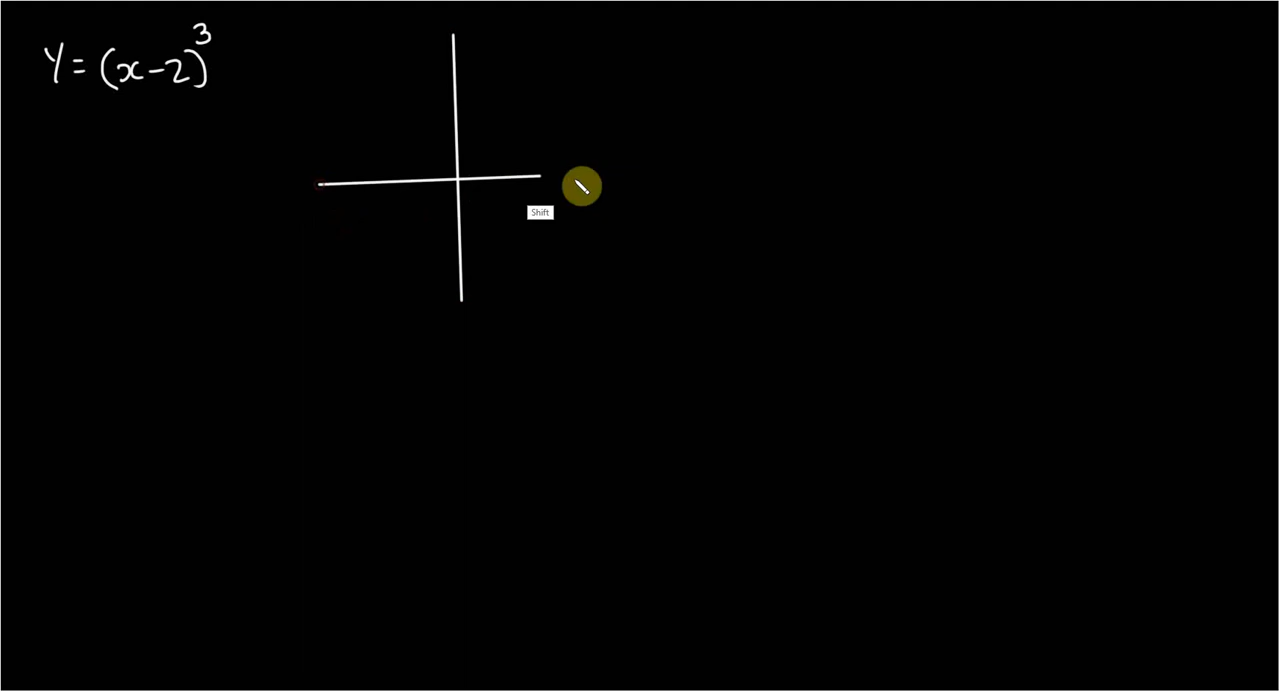 Y = (x-2)³
Shift